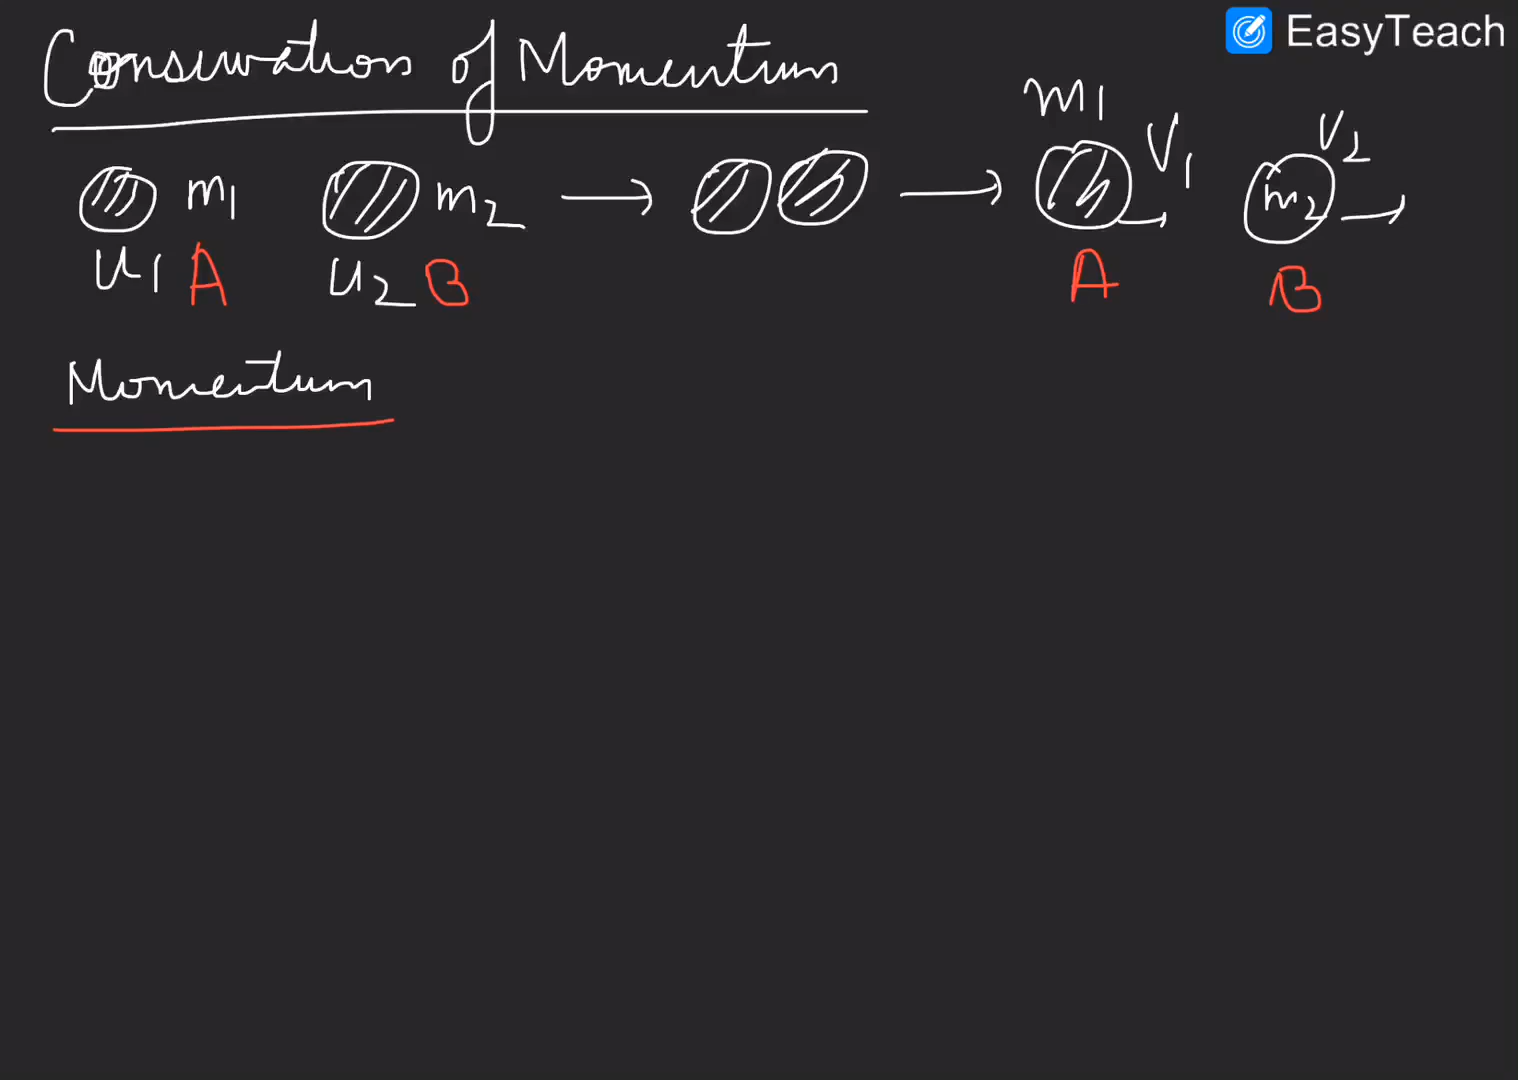 Conservation of Momentum
EasyTeach
m1 m2 → → m1 V1 m2 V2
u1 A u2 B A B
Momentum